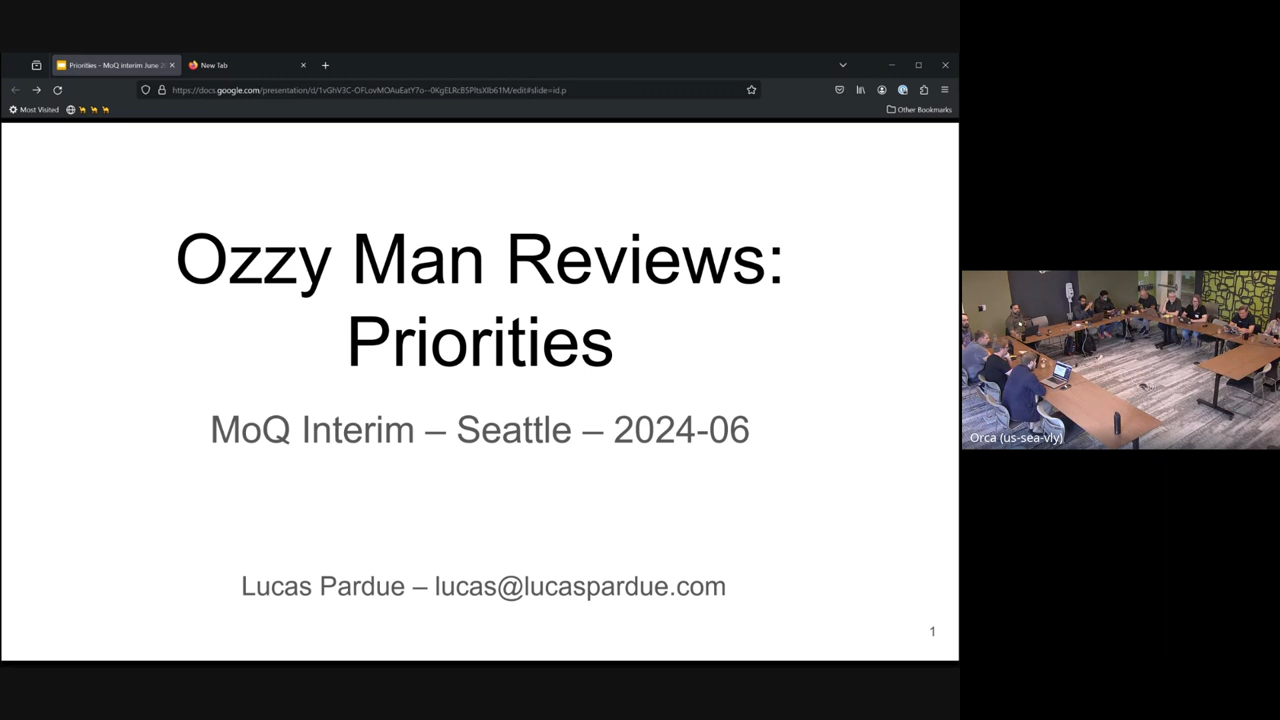 Priorities - MoQ interim June 2
New Tab
https://docs.google.com/presentation/d/1vGhV3C-OFLovMOAuEatY7o--0KgELRcB5PltsXlb61M/edit#slide=id.p
Most Visited
Other Bookmarks
Ozzy Man Reviews:
Priorities
MoQ Interim – Seattle – 2024-06
Lucas Pardue – lucas@lucaspardue.com
1
Orca (us-sea-vly)